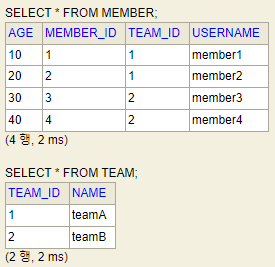 SELECT * FROM MEMBER;
AGE MEMBER_ID TEAM_ID USERNAME
10 1 1 member1
20 2 1 member2
30 3 2 member3
40 4 2 member4
(4 행, 2 ms)
SELECT * FROM TEAM;
TEAM_ID NAME
1 teamA
2 teamB
(2 행, 2 ms)